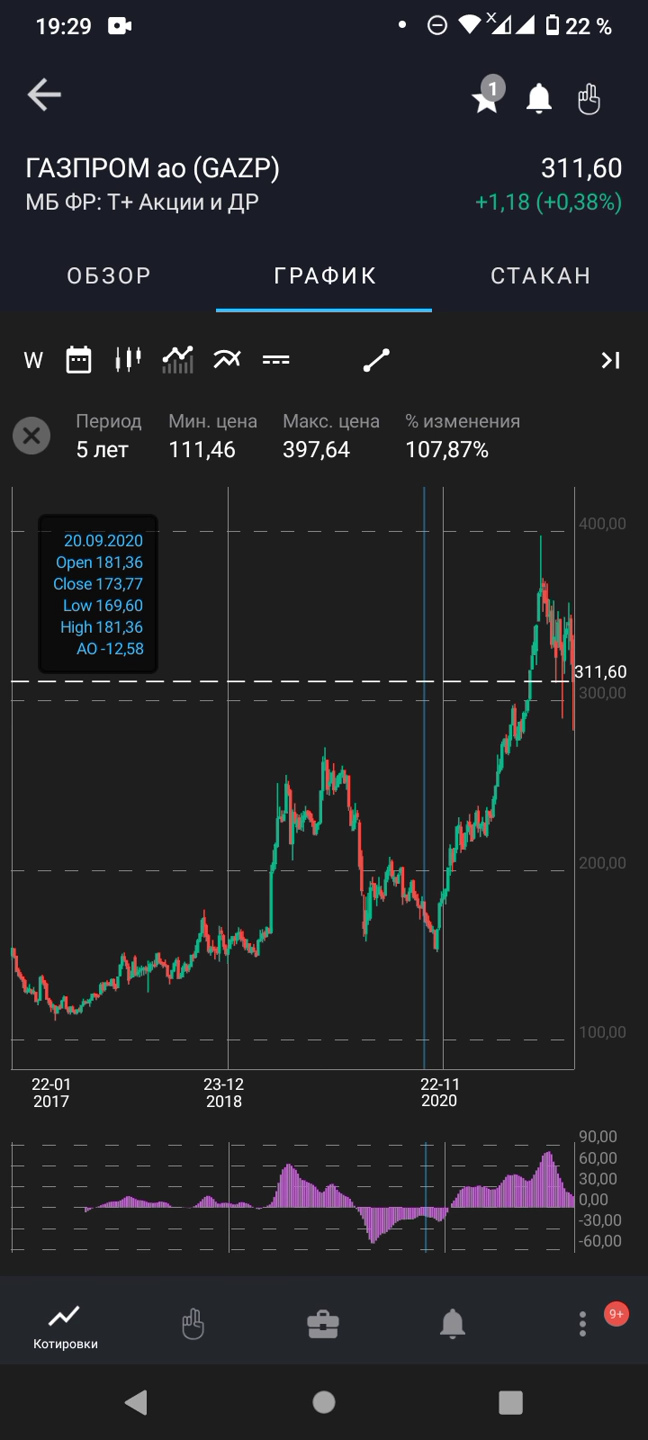 19:29
X
22 %
1
ГАЗПРОМ ао (GAZP)
311,60
МБ ФР: Т+ Акции и ДР
+1,18 (+0,38%)
ОБЗОР
ГРАФИК
СТАКАН
W
Период
Мин. цена
Макс. цена
% изменения
5 лет
111,46
397,64
107,87%
400,00
20.09.2020
Open 181,36
Close 173,77
Low 169,60
High 181,36
AO -12,58
311,60
300,00
200,00
100,00
22-01
2017
23-12
2018
22-11
2020
90,00
60,00
30,00
0,00
-30,00
-60,00
9+
Котировки